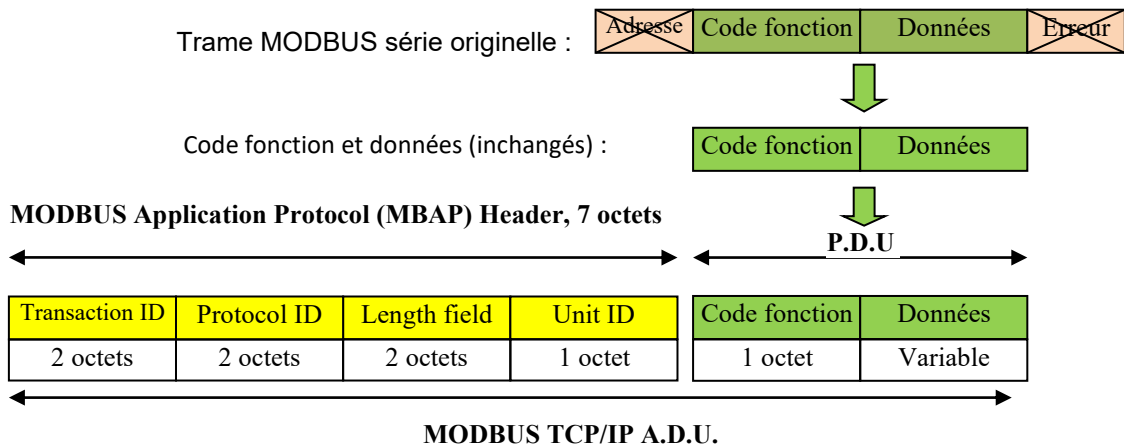 Trame MODBUS série originelle :
Adresse Code fonction Données Erreur
Code fonction et données (inchangés) :
Code fonction Données
MODBUS Application Protocol (MBAP) Header, 7 octets
P.D.U
Transaction ID Protocol ID Length field Unit ID Code fonction Données
2 octets 2 octets 2 octets 1 octet 1 octet Variable
MODBUS TCP/IP A.D.U.